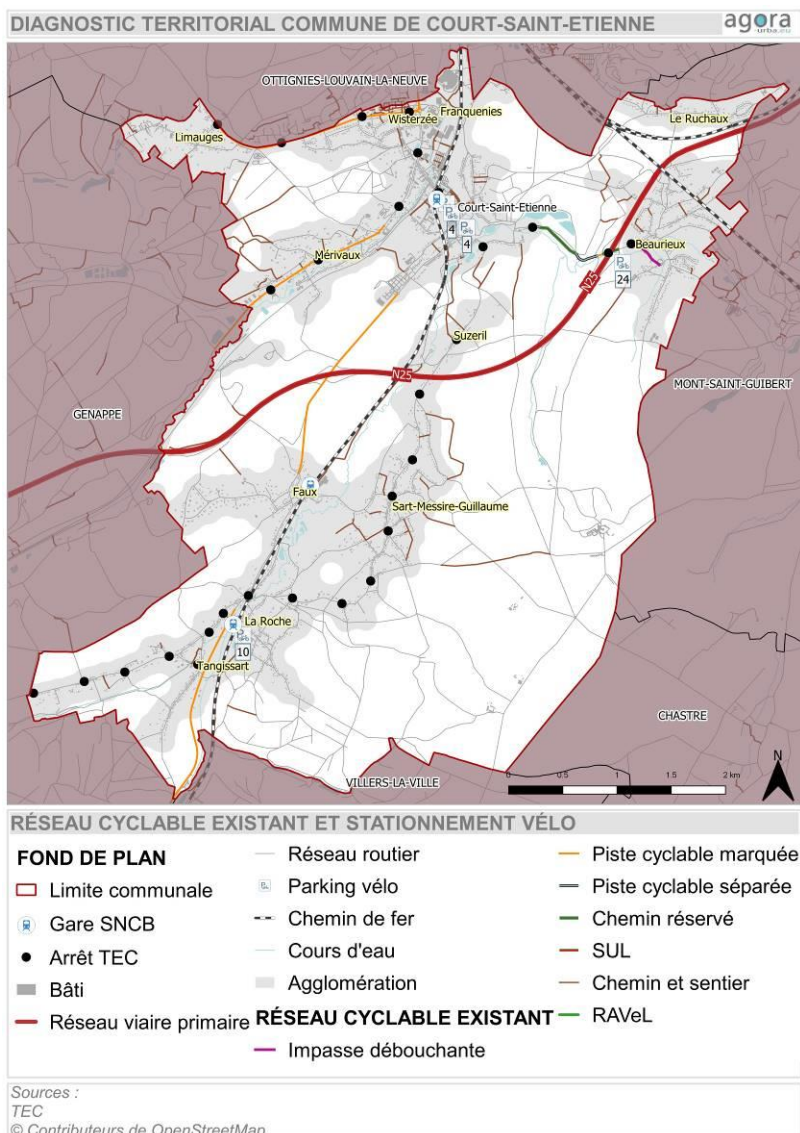 DIAGNOSTIC TERRITORIAL COMMUNE DE COURT-SAINT-ETIENNE
agora
-urba.eu
OTTIGNIES-LOUVAIN-LA-NEUVE
Franquenies
Wisterzée
Le Ruchaux
Limauges
Court-Saint-Etienne
4
4
Beaurieux
Mérivaux
24
N25
Suzeril
N25
MONT-SAINT-GUIBERT
GENAPPE
Faux
Sart-Messire-Guillaume
La Roche
10
Tangissart
CHASTRE
VILLERS-LA-VILLE
N
0 0.5 1 1.5 2 km
RÉSEAU CYCLABLE EXISTANT ET STATIONNEMENT VÉLO
FOND DE PLAN
Limite communale
Gare SNCB
Arrêt TEC
Bâti
Réseau viaire primaire
Réseau routier
Parking vélo
Chemin de fer
Cours d'eau
Agglomération
RÉSEAU CYCLABLE EXISTANT
Impasse débouchante
Piste cyclable marquée
Piste cyclable séparée
Chemin réservé
SUL
Chemin et sentier
RAVeL
Sources :
TEC
© Contributeurs de OpenStreetMap